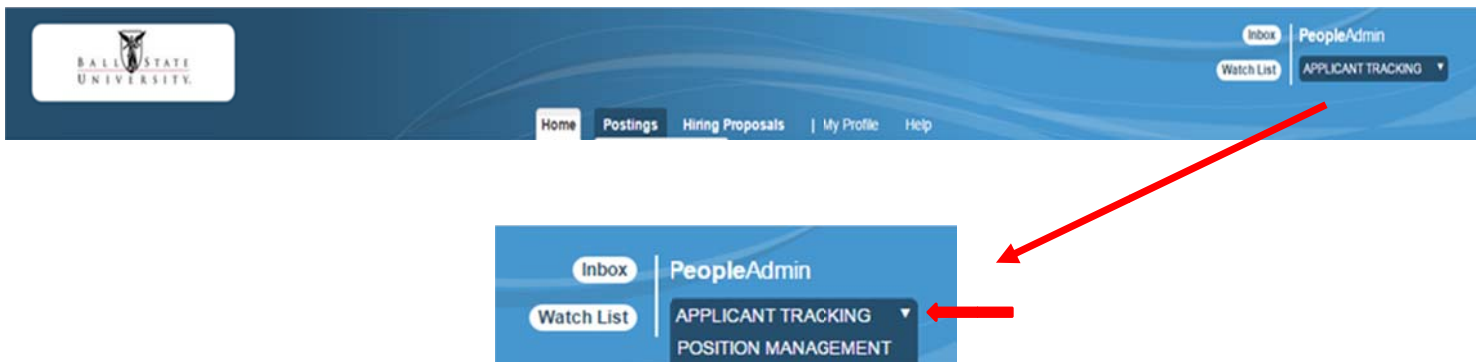 BALL STATE
UNIVERSITY.
Inbox PeopleAdmin
Watch List APPLICANT TRACKING
Home Postings Hiring Proposals | My Profile Help
Inbox PeopleAdmin
Watch List APPLICANT TRACKING
POSITION MANAGEMENT